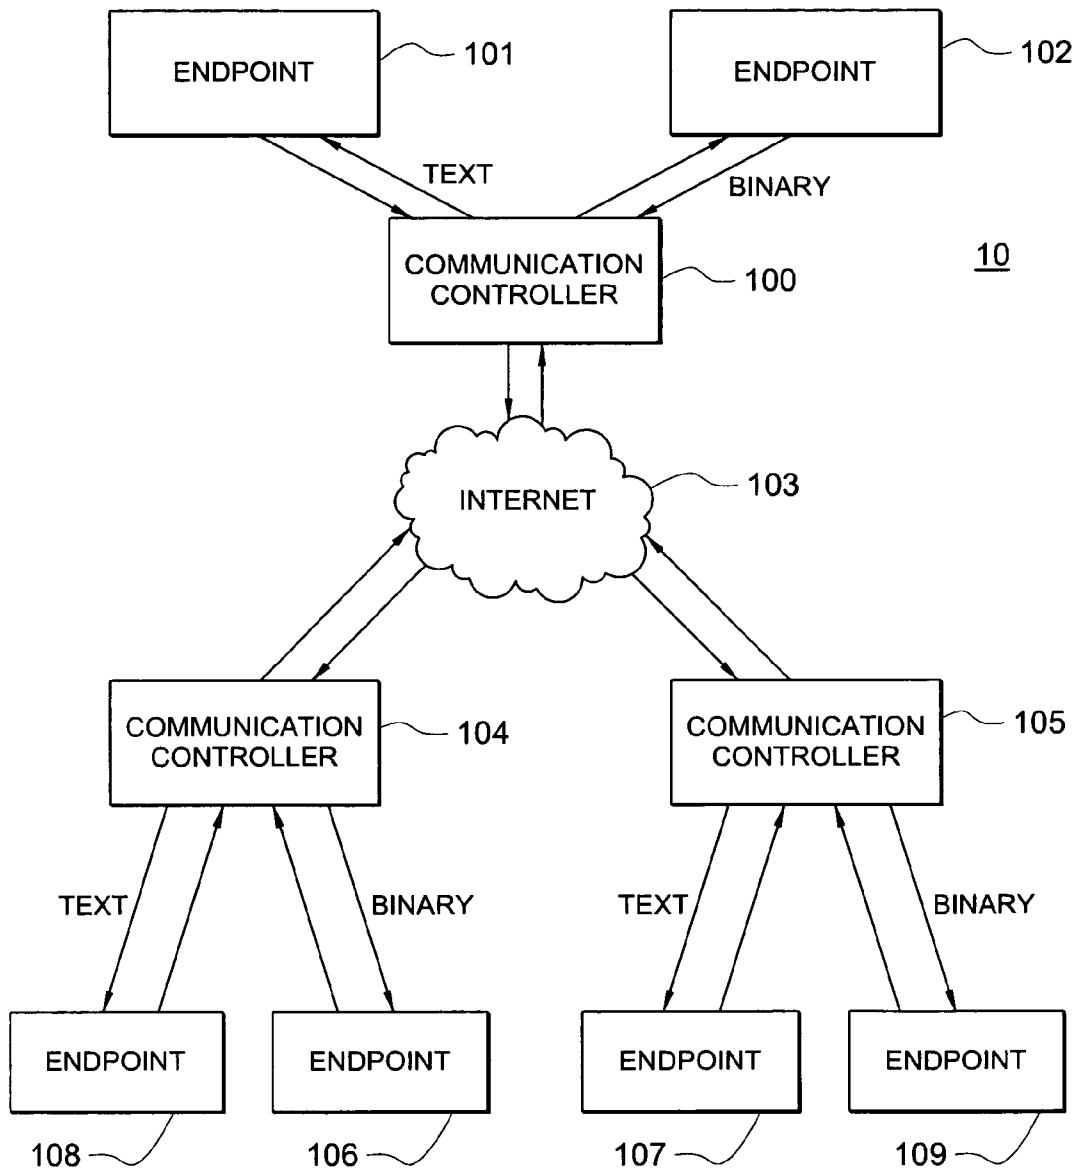 ENDPOINT
101
ENDPOINT
102
TEXT
BINARY
COMMUNICATION
CONTROLLER
100
10
INTERNET
103
COMMUNICATION
CONTROLLER
104
COMMUNICATION
CONTROLLER
105
TEXT
BINARY
TEXT
BINARY
ENDPOINT
ENDPOINT
ENDPOINT
ENDPOINT
108
106
107
109